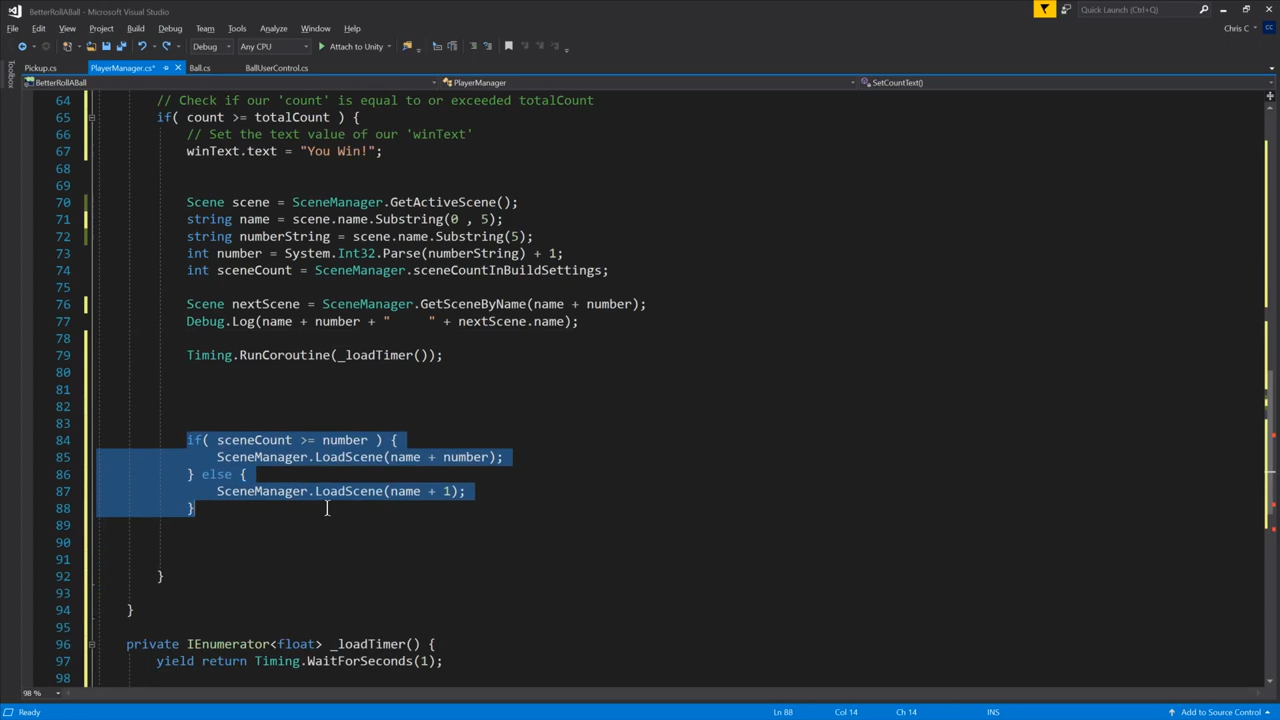 BetterRollABall - Microsoft Visual Studio
Quick Launch (Ctrl+Q)
File Edit View Project Build Debug Team Tools Analyze Window Help
Chris C CC
Debug Any CPU Attach to Unity
Pickup.cs PlayerManager.cs* Ball.cs BallUserControl.cs
Toolbox
BetterRollABall PlayerManager SetCountText()
64 // Check if our 'count' is equal to or exceeded totalCount
65 if( count >= totalCount ) {
66 // Set the text value of our 'winText'
67 winText.text = "You Win!";
68
69
70 Scene scene = SceneManager.GetActiveScene();
71 string name = scene.name.Substring(0 , 5);
72 string numberString = scene.name.Substring(5);
73 int number = System.Int32.Parse(numberString) + 1;
74 int sceneCount = SceneManager.sceneCountInBuildSettings;
75
76 Scene nextScene = SceneManager.GetSceneByName(name + number);
77 Debug.Log(name + number + "     " + nextScene.name);
78
79 Timing.RunCoroutine(_loadTimer());
80
81
82
83
84 if( sceneCount >= number ) {
85 SceneManager.LoadScene(name + number);
86 } else {
87 SceneManager.LoadScene(name + 1);
88 }
89
90
91
92 }
93
94 }
95
96 private IEnumerator<float> _loadTimer() {
97 yield return Timing.WaitForSeconds(1);
98
98 %
Ready Ln 88 Col 14 Ch 14 INS Add to Source Control